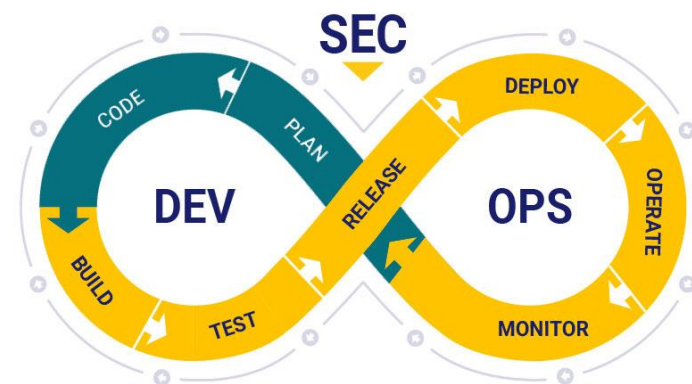 SEC
DEPLOY
CODE
PLAN
DEV
RELEASE
OPS
OPERATE
BUILD
TEST
MONITOR